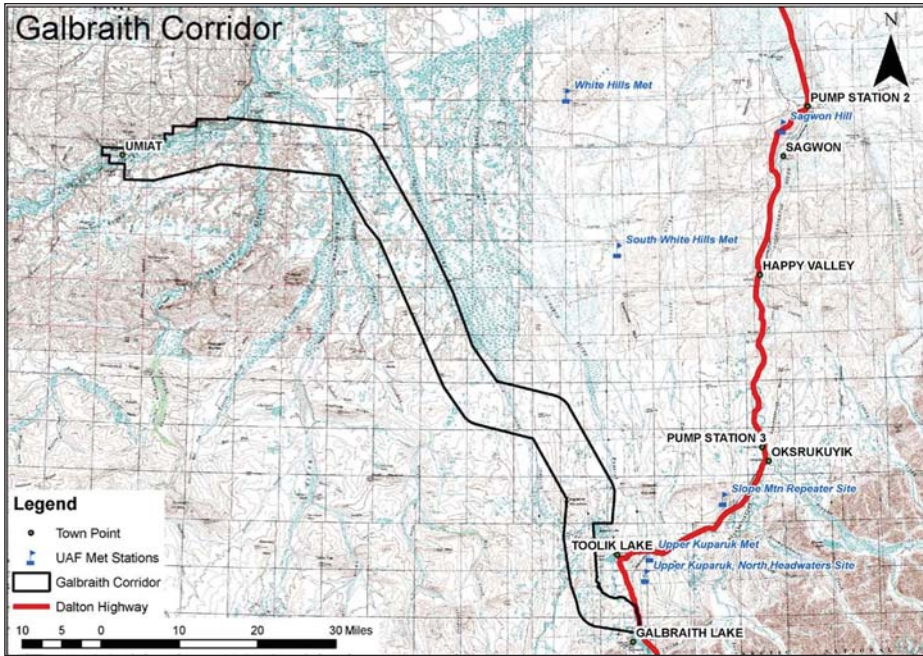 Galbraith Corridor
N
White Hills Met
PUMP STATION 2
Sagwon Hill
UMIAT
SAGWON
South White Hills Met
HAPPY VALLEY
PUMP STATION 3
OKSRUKUYIK
Slope Mtn Repeater Site
Legend
Town Point
UAF Met Stations
Galbraith Corridor
Dalton Highway
TOOLIK LAKE
Upper Kuparuk Met
Upper Kuparuk, North Headwaters Site
GALBRAITH LAKE
10 5 0 10 20 30 Miles